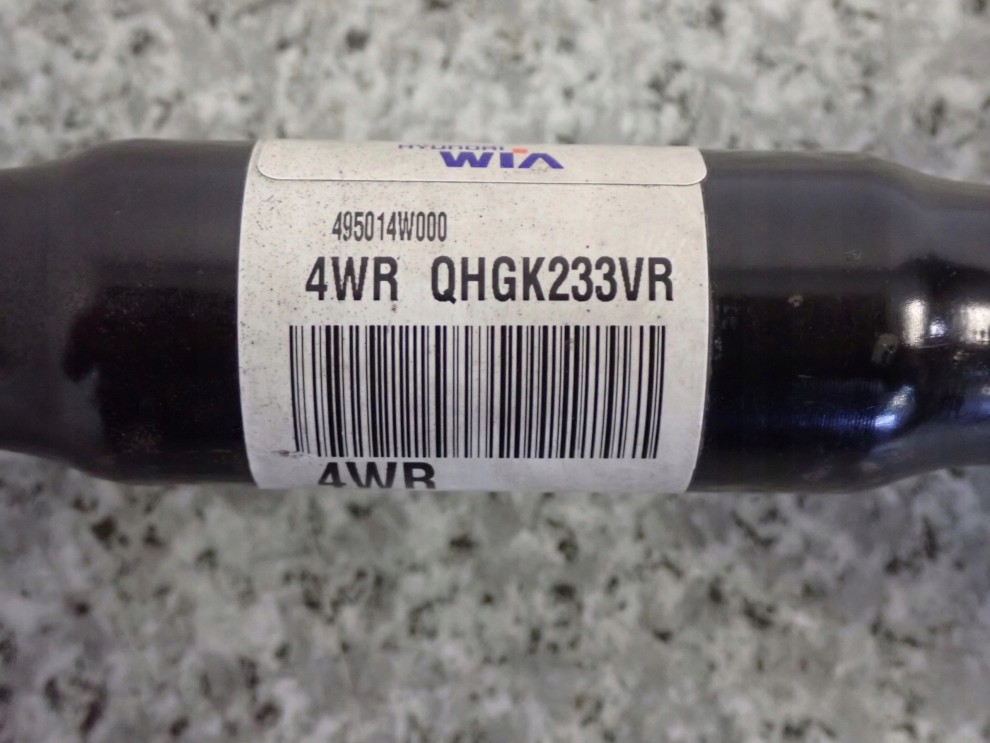 HYUNDAI
WIA
495014W000
4WR QHGK233VR
4WR